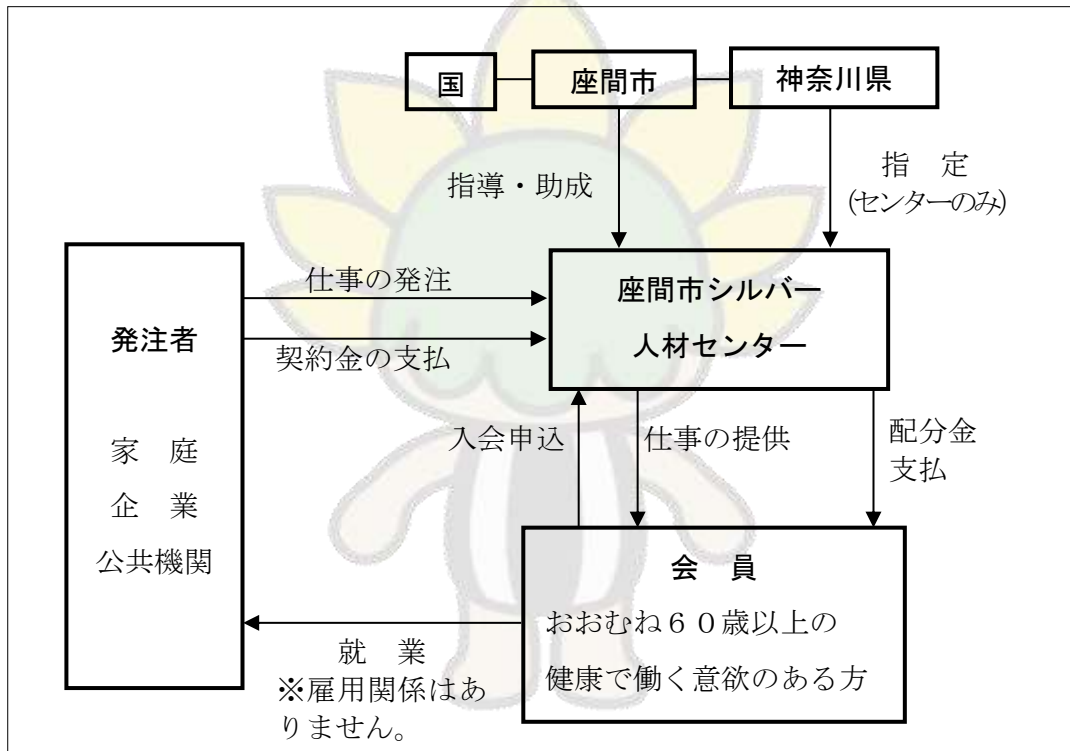 国
座間市
神奈川県
指導・助成
指　定
(センターのみ)
仕事の発注
契約金の支払
座間市シルバー
人材センター
発注者
家　庭
企　業
公共機関
入会申込
仕事の提供
配分金
支払
会　員
おおむね６０歳以上の
健康で働く意欲のある方
就　業
※雇用関係はあ
りません。